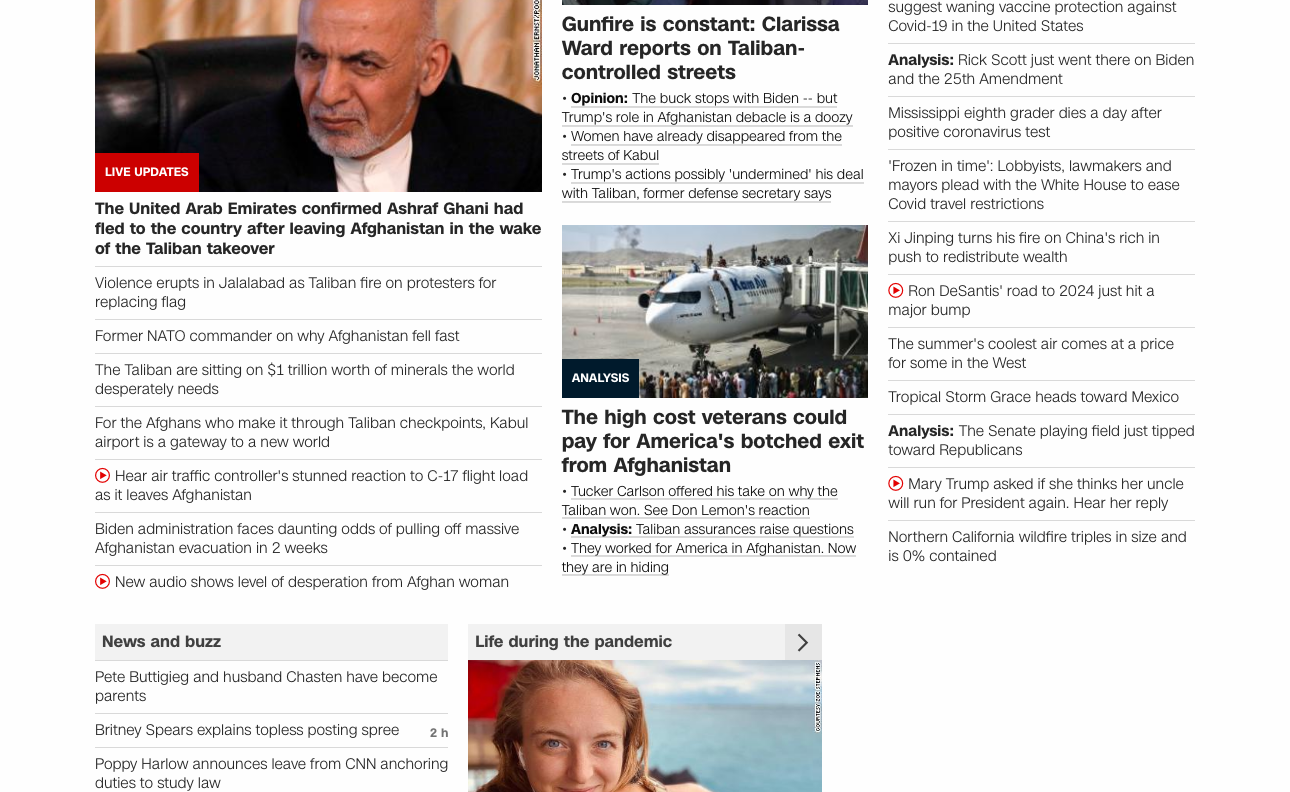 JONATHAN ERNST/POO
LIVE UPDATES
The United Arab Emirates confirmed Ashraf Ghani had
fled to the country after leaving Afghanistan in the wake
of the Taliban takeover
Violence erupts in Jalalabad as Taliban fire on protesters for
replacing flag
Former NATO commander on why Afghanistan fell fast
The Taliban are sitting on $1 trillion worth of minerals the world
desperately needs
For the Afghans who make it through Taliban checkpoints, Kabul
airport is a gateway to a new world
Hear air traffic controller's stunned reaction to C-17 flight load
as it leaves Afghanistan
Biden administration faces daunting odds of pulling off massive
Afghanistan evacuation in 2 weeks
New audio shows level of desperation from Afghan woman
Gunfire is constant: Clarissa
Ward reports on Taliban-
controlled streets
• Opinion: The buck stops with Biden -- but
Trump's role in Afghanistan debacle is a doozy
• Women have already disappeared from the
streets of Kabul
• Trump's actions possibly 'undermined' his deal
with Taliban, former defense secretary says
Kam Air
ANALYSIS
The high cost veterans could
pay for America's botched exit
from Afghanistan
• Tucker Carlson offered his take on why the
Taliban won. See Don Lemon's reaction
• Analysis: Taliban assurances raise questions
• They worked for America in Afghanistan. Now
they are in hiding
suggest waning vaccine protection against
Covid-19 in the United States
Analysis: Rick Scott just went there on Biden
and the 25th Amendment
Mississippi eighth grader dies a day after
positive coronavirus test
'Frozen in time': Lobbyists, lawmakers and
mayors plead with the White House to ease
Covid travel restrictions
Xi Jinping turns his fire on China's rich in
push to redistribute wealth
Ron DeSantis' road to 2024 just hit a
major bump
The summer's coolest air comes at a price
for some in the West
Tropical Storm Grace heads toward Mexico
Analysis: The Senate playing field just tipped
toward Republicans
Mary Trump asked if she thinks her uncle
will run for President again. Hear her reply
Northern California wildfire triples in size and
is 0% contained
News and buzz
Pete Buttigieg and husband Chasten have become
parents
Britney Spears explains topless posting spree 2 h
Poppy Harlow announces leave from CNN anchoring
duties to study law
Life during the pandemic
COURTESY ZOE STEPHENS